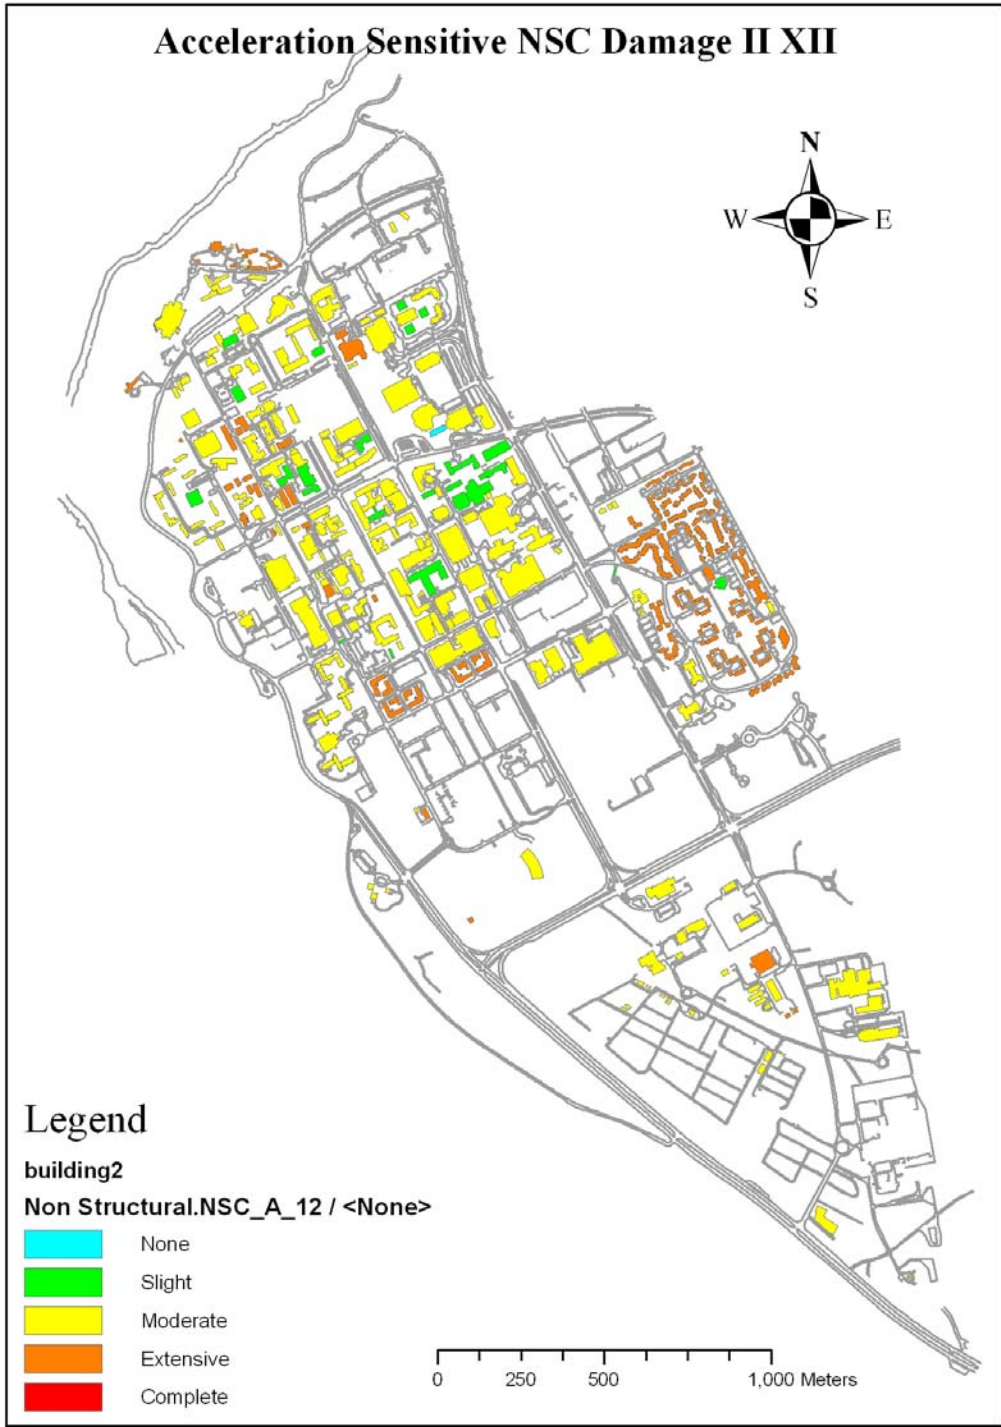 Acceleration Sensitive NSC Damage II XII
N
W E
S
Legend
building2
Non Structural.NSC_A_12 / <None>
None
Slight
Moderate
Extensive
Complete
0 250 500 1,000 Meters